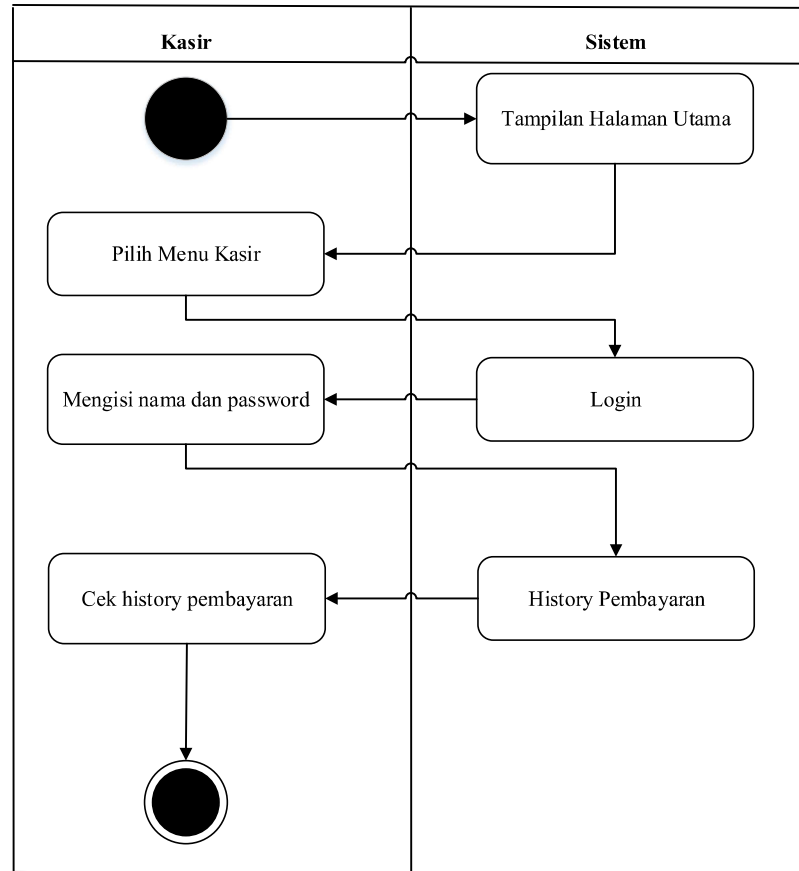 Kasir
Sistem
Tampilan Halaman Utama
Pilih Menu Kasir
Mengisi nama dan password
Login
Cek history pembayaran
History Pembayaran